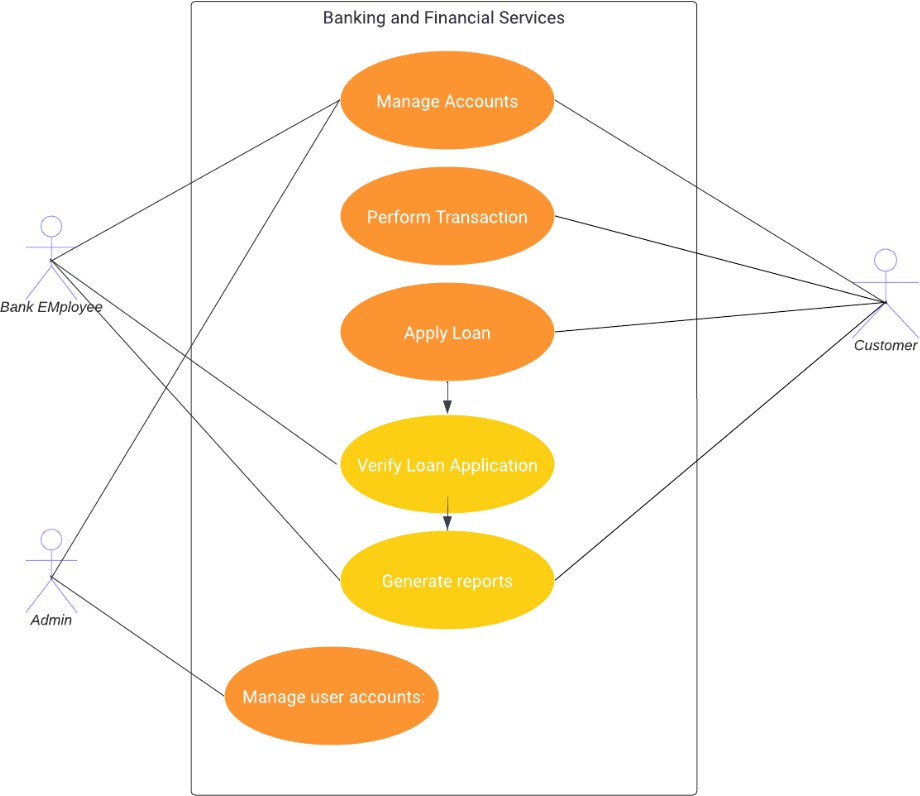 Banking and Financial Services
Manage Accounts
Perform Transaction
Bank EMployee
Apply Loan
Customer
Verify Loan Application
Generate reports
Admin
Manage user accounts: